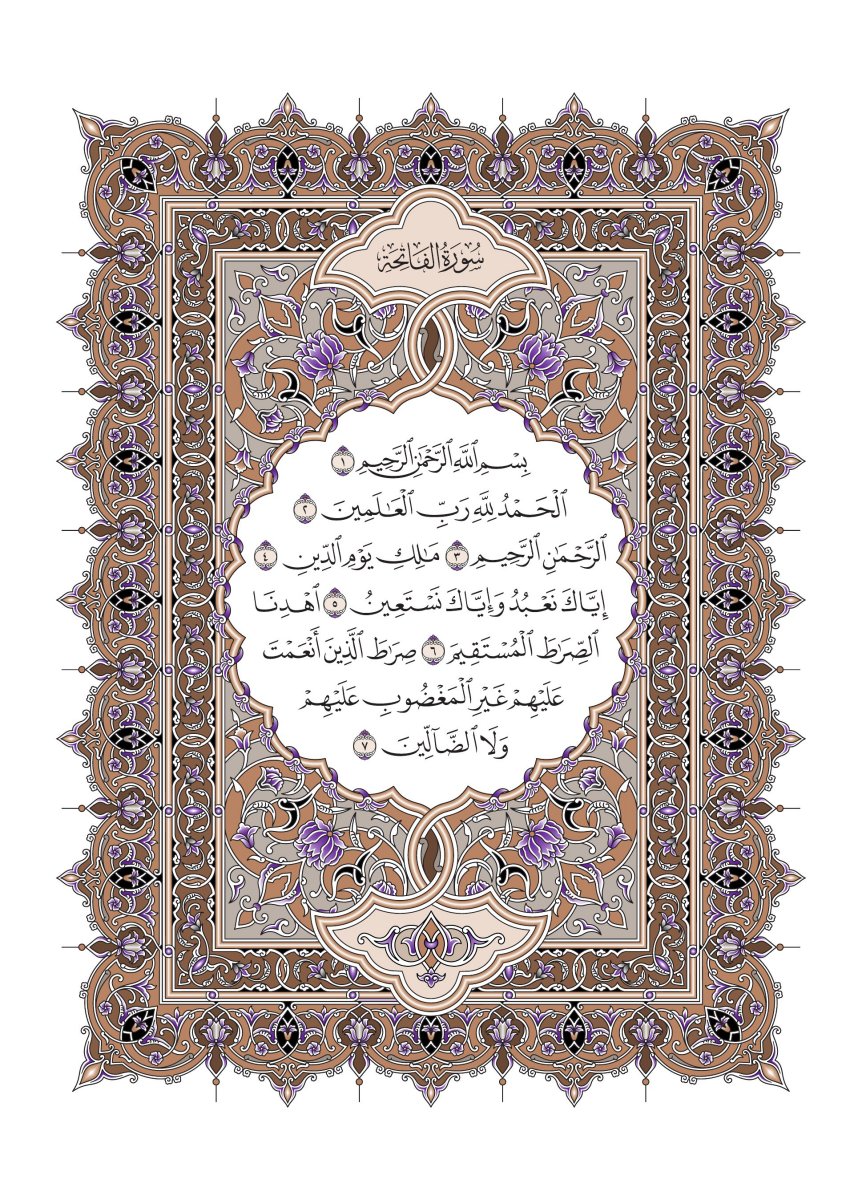 سُورَةُ الفَاتِحَةِ
بِسْمِ ٱللَّهِ ٱلرَّحْمَٰنِ ٱلرَّحِيمِ ١
ٱلْحَمْدُ لِلَّهِ رَبِّ ٱلْعَٰلَمِينَ ٢
ٱلرَّحْمَٰنِ ٱلرَّحِيمِ ٣ مَٰلِكِ يَوْمِ ٱلدِّينِ ٤
إِيَّاكَ نَعْبُدُ وَإِيَّاكَ نَسْتَعِينُ ٥ ٱهْدِنَا
ٱلصِّرَٰطَ ٱلْمُسْتَقِيمَ ٦ صِرَٰطَ ٱلَّذِينَ أَنْعَمْتَ
عَلَيْهِمْ غَيْرِ ٱلْمَغْضُوبِ عَلَيْهِمْ
وَلَا ٱلضَّآلِّينَ ٧